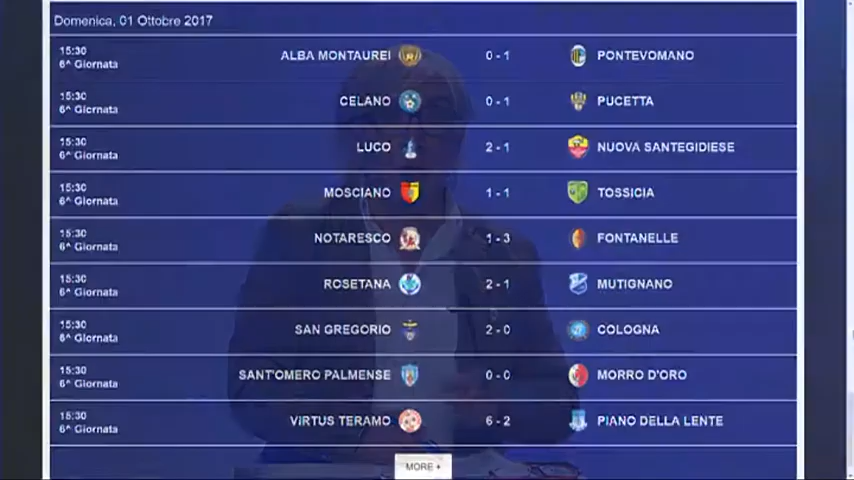 Domenica, 01 Ottobre 2017
15:30
6^ Giornata
ALBA MONTAUREI 0 - 1 PONTEVOMANO
15:30
6^ Giornata
CELANO 0 - 1 PUCETTA
15:30
6^ Giornata
LUCO 2 - 1 NUOVA SANTEGIDIESE
15:30
6^ Giornata
MOSCIANO 1 - 1 TOSSICIA
15:30
6^ Giornata
NOTARESCO 1 - 3 FONTANELLE
15:30
6^ Giornata
ROSETANA 2 - 1 MUTIGNANO
15:30
6^ Giornata
SAN GREGORIO 2 - 0 COLOGNA
15:30
6^ Giornata
SANT'OMERO PALMENSE 0 - 0 MORRO D'ORO
15:30
6^ Giornata
VIRTUS TERAMO 6 - 2 PIANO DELLA LENTE
MORE +